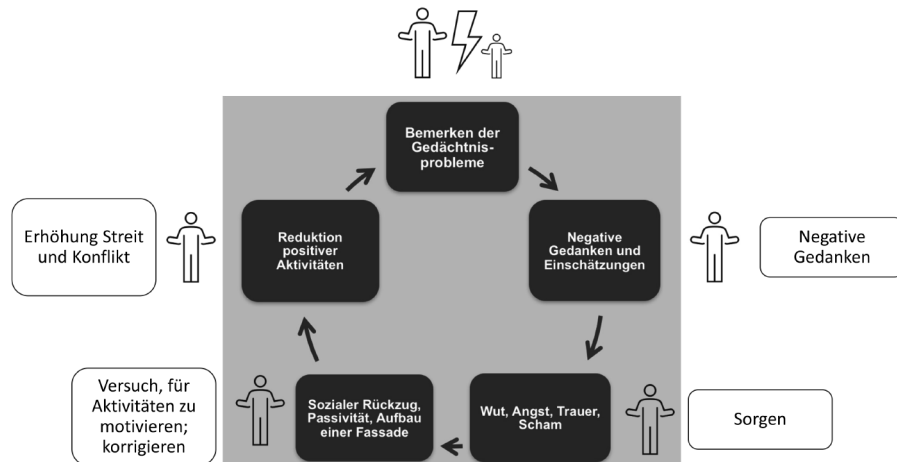 Bemerken der
Gedächtnis-
probleme
Negative
Gedanken und
Einschätzungen
Wut, Angst, Trauer,
Scham
Sozialer Rückzug,
Passivität, Aufbau
einer Fassade
Reduktion
positiver
Aktivitäten
Negative
Gedanken
Sorgen
Versuch, für
Aktivitäten zu
motivieren;
korrigieren
Erhöhung Streit
und Konflikt